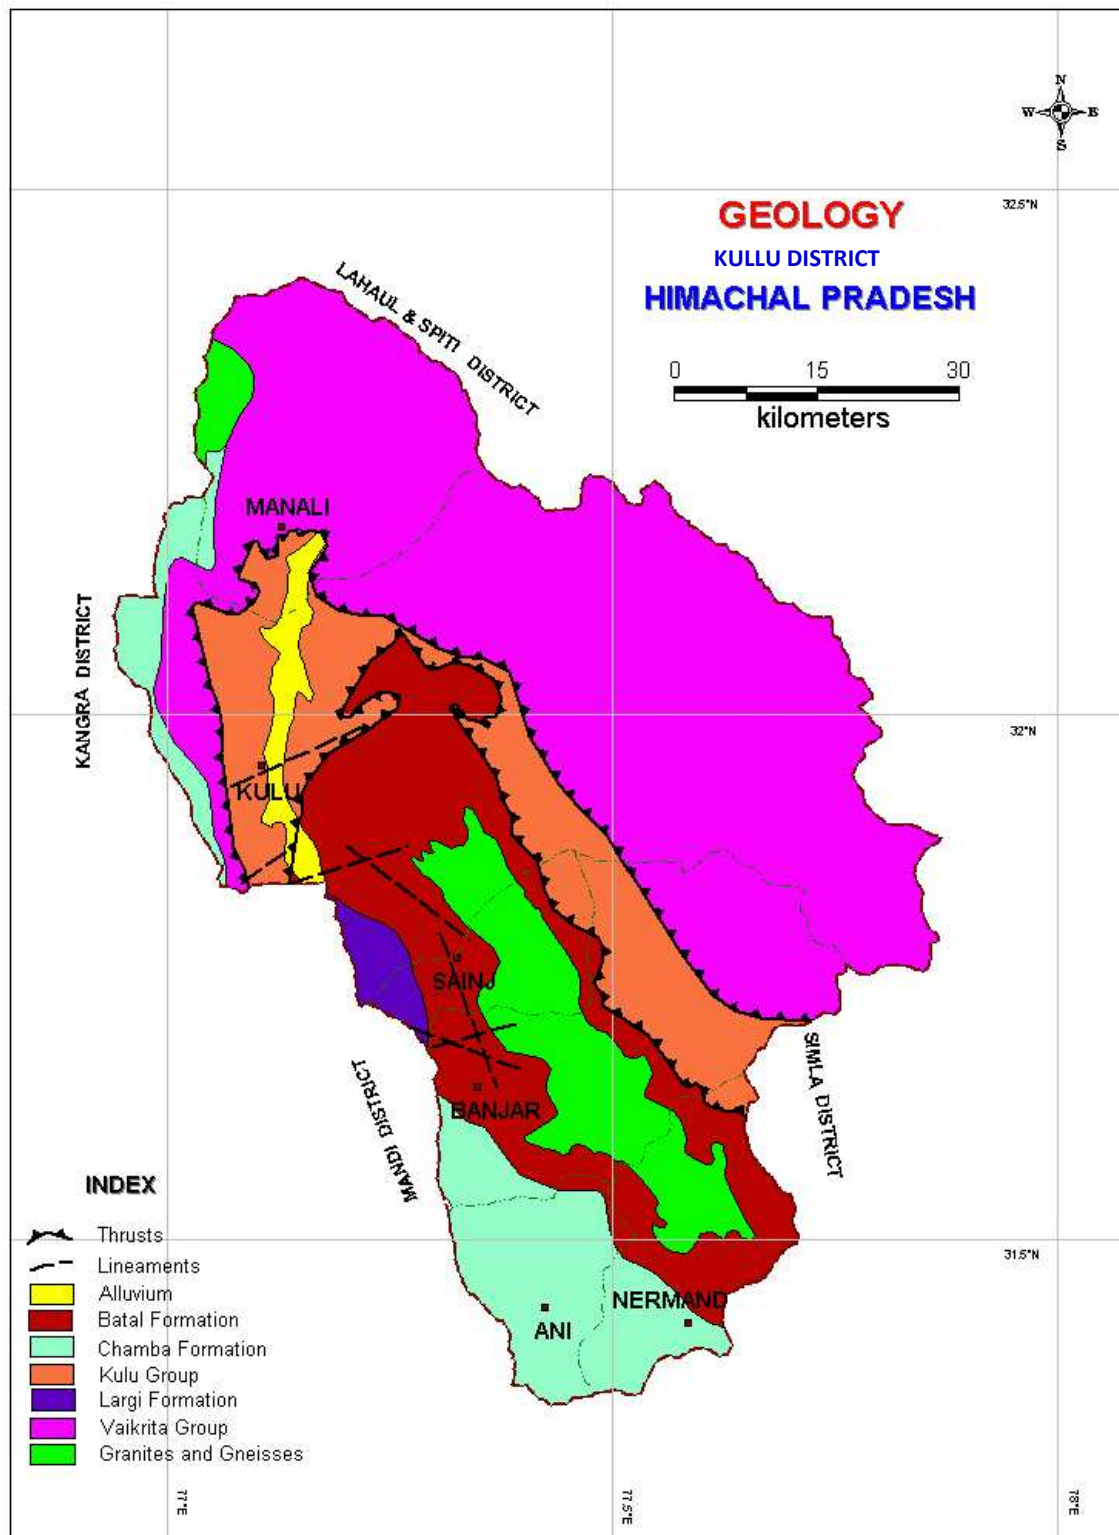 N
W E
S
32.5°N
GEOLOGY
KULLU DISTRICT
HIMACHAL PRADESH
LAHAUL & SPITI DISTRICT
0 15 30
kilometers
MANALI
KANGRA DISTRICT
32°N
KULU
SAINJ
SIMLA DISTRICT
MANDI DISTRICT
BANJAR
INDEX
Thrusts
Lineaments
Alluvium
Batal Formation
Chamba Formation
Kulu Group
Largi Formation
Vaikrita Group
Granites and Gneisses
31.5°N
NERMAND
ANI
77°E
77.5°E
78°E